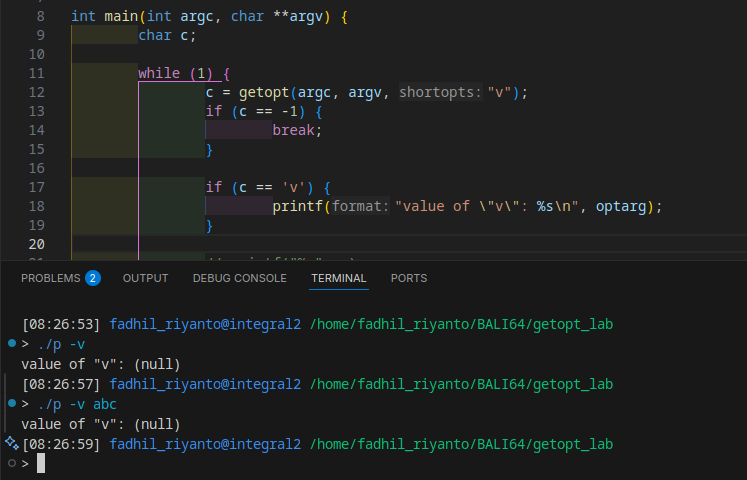 8 int main(int argc, char **argv) {
9 char c;
10
11 while (1) {
12 c = getopt(argc, argv, shortopts: "v");
13 if (c == -1) {
14 break;
15 }
16
17 if (c == 'v') {
18 printf(format: "value of \"v\": %s\n", optarg);
19 }
20
PROBLEMS 2 OUTPUT DEBUG CONSOLE TERMINAL PORTS
[08:26:53] fadhil_riyanto@integral2 /home/fadhil_riyanto/BALI64/getopt_lab
> ./p -v
value of "v": (null)
[08:26:57] fadhil_riyanto@integral2 /home/fadhil_riyanto/BALI64/getopt_lab
> ./p -v abc
value of "v": (null)
[08:26:59] fadhil_riyanto@integral2 /home/fadhil_riyanto/BALI64/getopt_lab
>